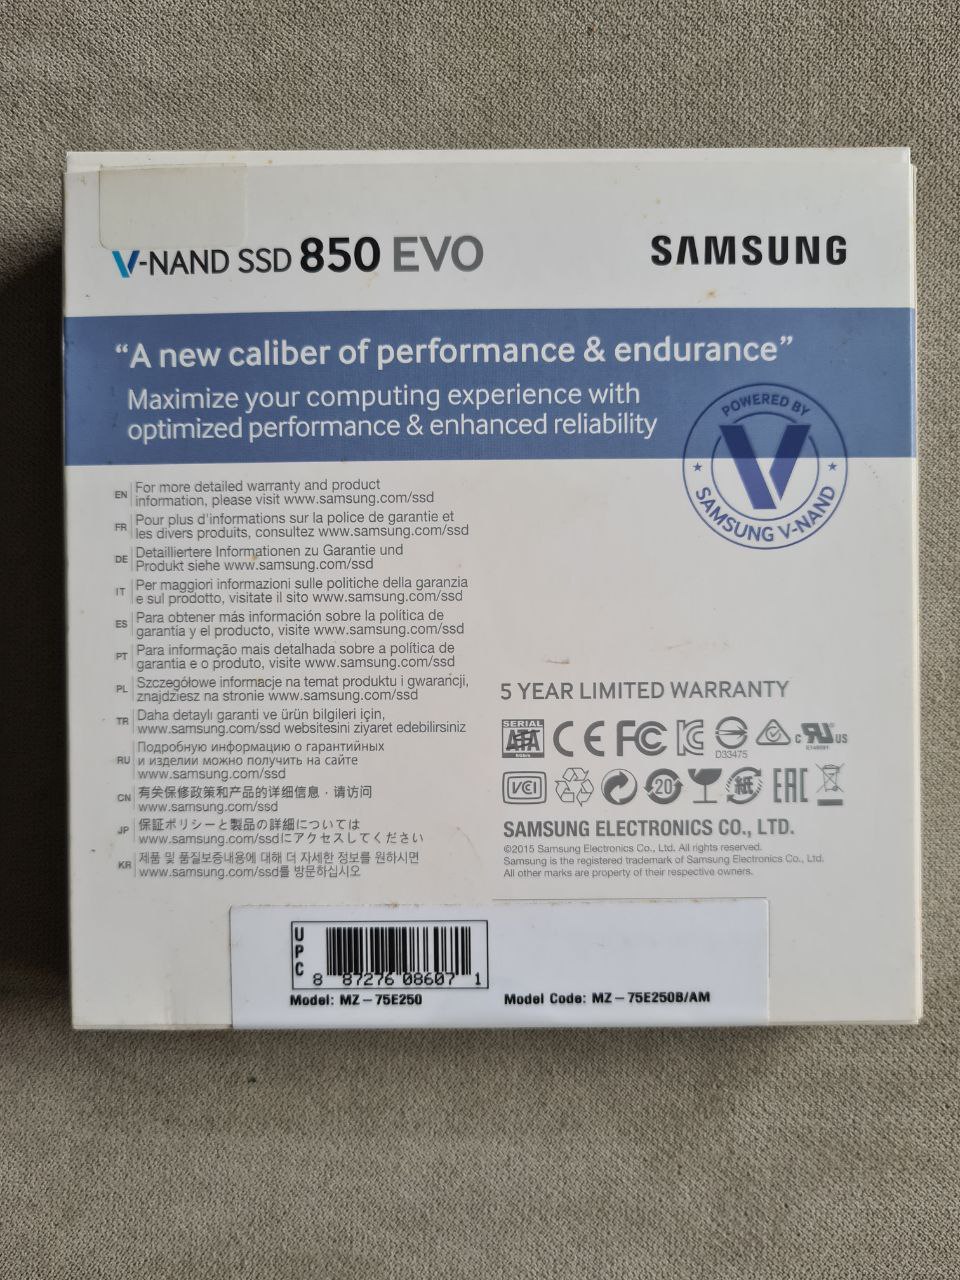 V-NAND SSD 850 EVO
SAMSUNG
“A new caliber of performance & endurance”
Maximize your computing experience with
optimized performance & enhanced reliability
POWERED BY
SAMSUNG V-NAND
EN For more detailed warranty and product
information, please visit www.samsung.com/ssd
FR Pour plus d'informations sur la police de garantie et
les divers produits, consultez www.samsung.com/ssd
DE Detailliertere Informationen zu Garantie und
Produkt siehe www.samsung.com/ssd
IT Per maggiori informazioni sulle politiche della garanzia
e sul prodotto, visitate il sito www.samsung.com/ssd
ES Para obtener más información sobre la política de
garantía y el producto, visite www.samsung.com/ssd
PT Para informação mais detalhada sobre a política de
garantia e o produto, visite www.samsung.com/ssd
PL Szczegółowe informacje na temat produktu i gwarancji,
znajdziesz na stronie www.samsung.com/ssd
TR Daha detaylı garanti ve ürün bilgileri için,
www.samsung.com/ssd websitesini ziyaret edebilirsiniz
RU Подробную информацию о гарантийных
и изделии можно получить на сайте
www.samsung.com/ssd
CN 有关保修政策和产品的详细信息，请访问
www.samsung.com/ssd
JP 保証ポリシーと製品の詳細については
www.samsung.com/ssdにアクセスしてください
KR 제품 및 품질보증내용에 대해 더 자세한 정보를 원하시면
www.samsung.com/ssd를 방문하십시오
5 YEAR LIMITED WARRANTY
SERIAL ATA CE FC D33475 c RU US
VCI 20 紙 EAC
SAMSUNG ELECTRONICS CO., LTD.
©2015 Samsung Electronics Co., Ltd. All rights reserved.
Samsung is the registered trademark of Samsung Electronics Co., Ltd.
All other marks are property of their respective owners.
UPC
8 87276 08607 1
Model: MZ-75E250
Model Code: MZ-75E250B/AM